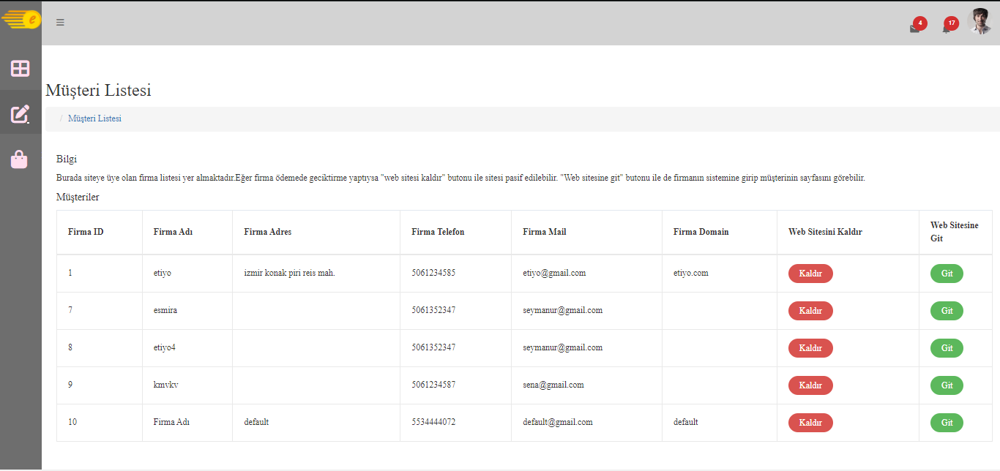 e
4
17
Müşteri Listesi
/ Müşteri Listesi
Bilgi
Burada siteye üye olan firma listesi yer almaktadır.Eğer firma ödemede geciktirme yaptıysa "web sitesi kaldır" butonu ile sitesi pasif edilebilir. "Web sitesine git" butonu ile de firmanın sistemine girip müşterinin sayfasını görebilir.
Müşteriler
Firma ID Firma Adı Firma Adres Firma Telefon Firma Mail Firma Domain Web Sitesini Kaldır Web Sitesine
Git
1 etiyo izmir konak piri reis mah. 5061234585 etiyo@gmail.com etiyo.com Kaldır Git
7 esmira 5061352347 seymanur@gmail.com Kaldır Git
8 etiyo4 5061352347 seymanur@gmail.com Kaldır Git
9 kmvkv 5061234587 sena@gmail.com Kaldır Git
10 Firma Adı default 5534444072 default@gmail.com default Kaldır Git